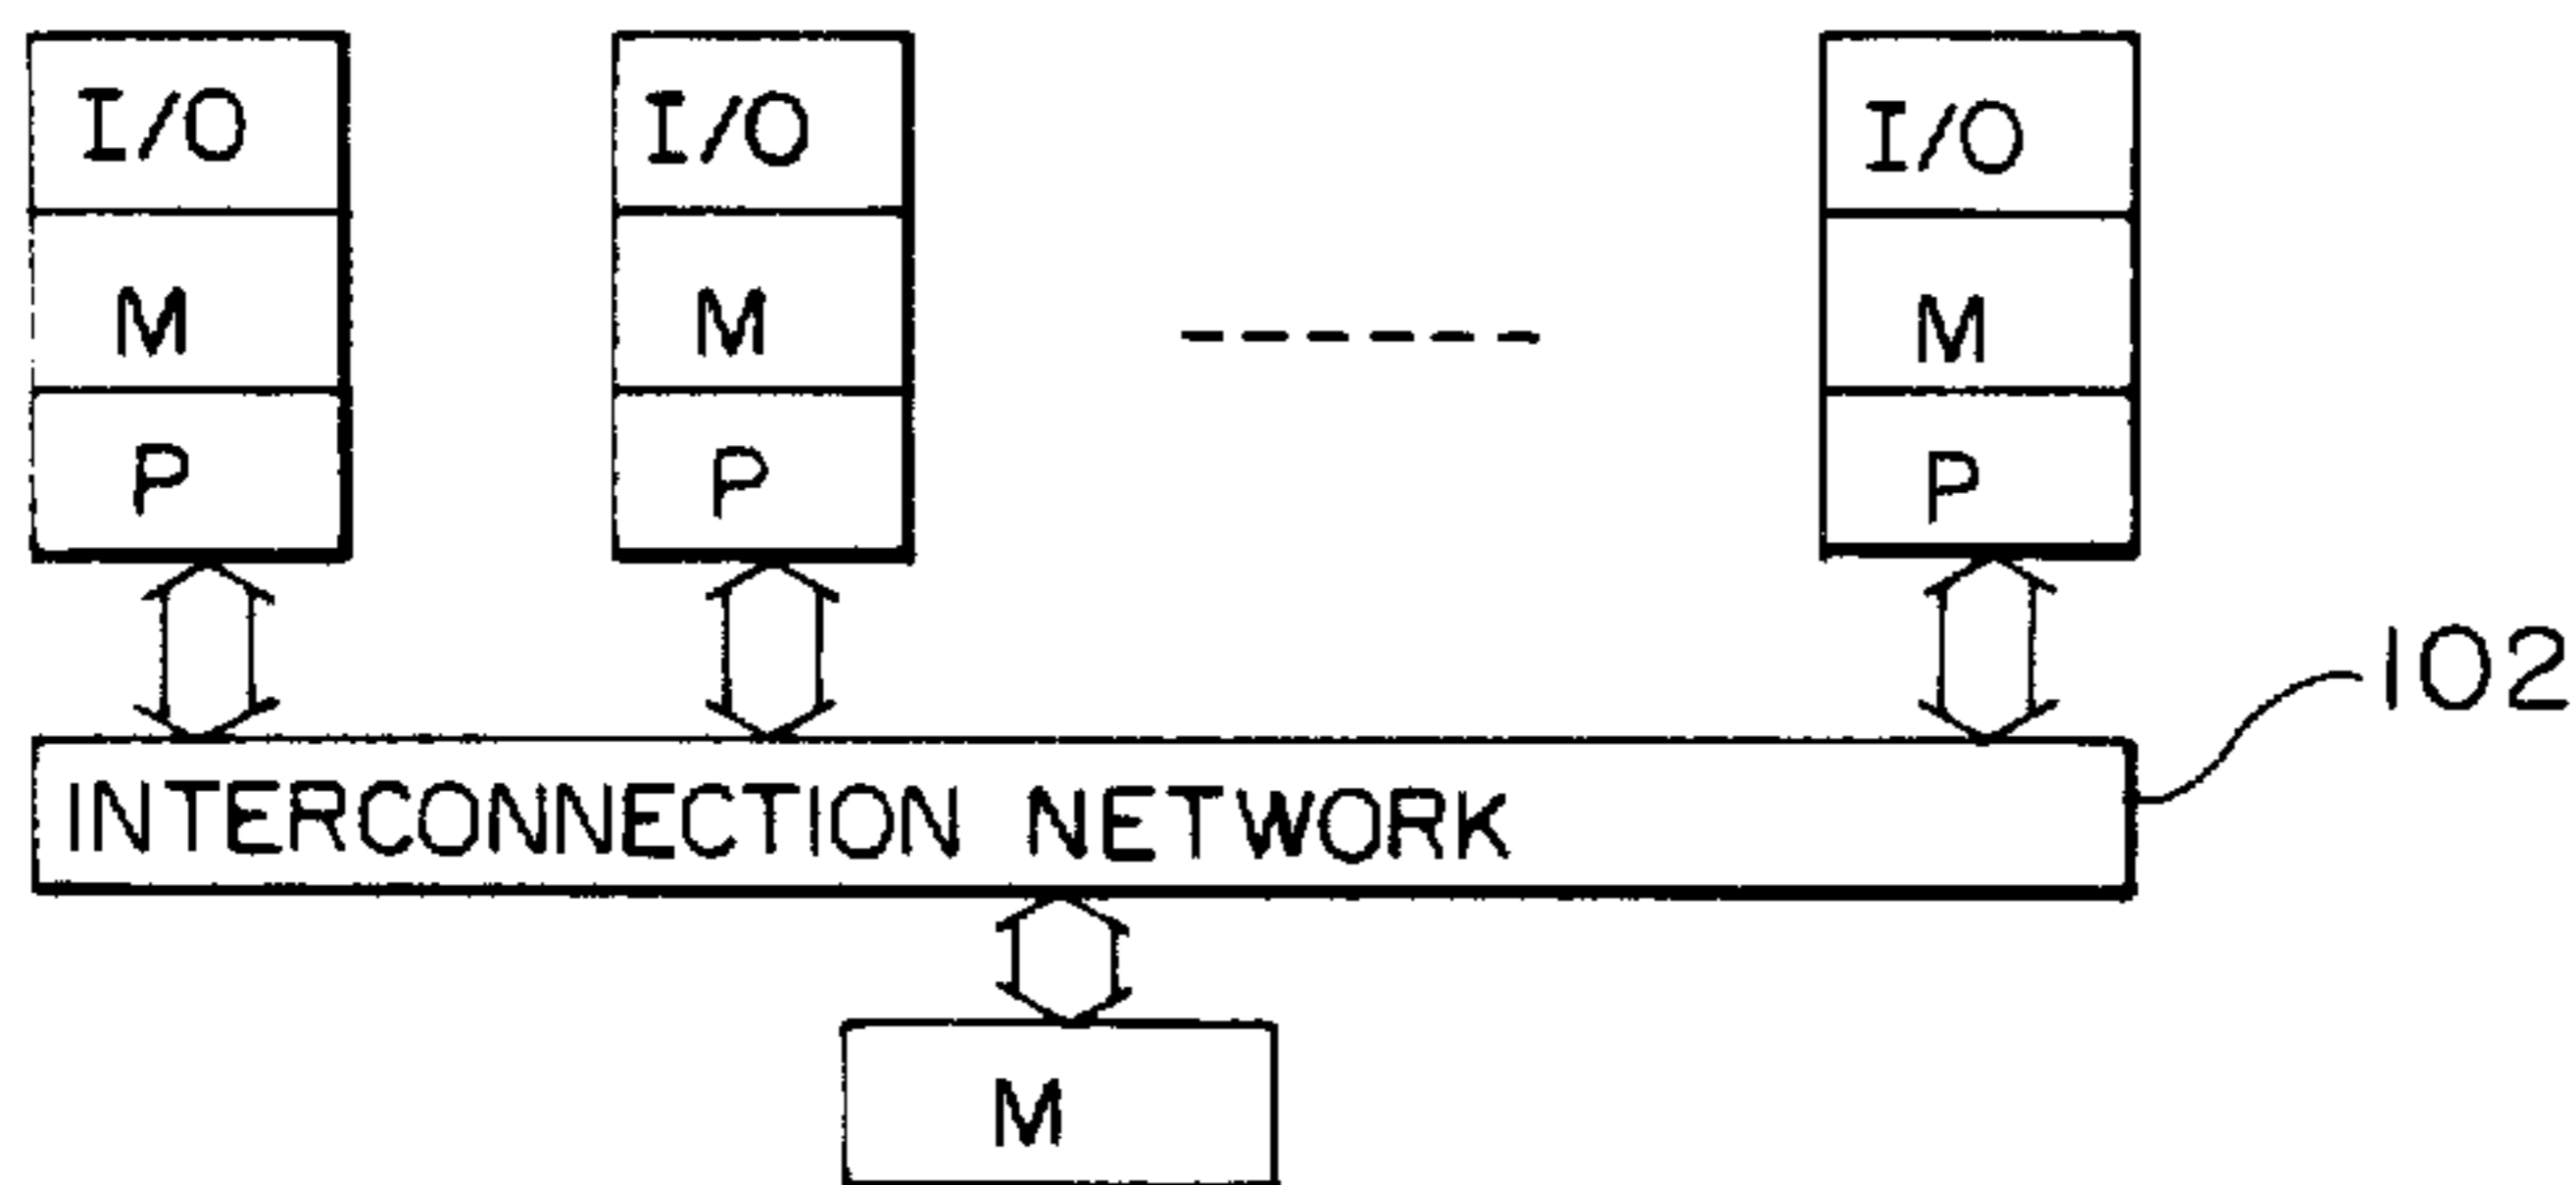 I/O I/O I/O
M M M
P P P
102
INTERCONNECTION NETWORK
M